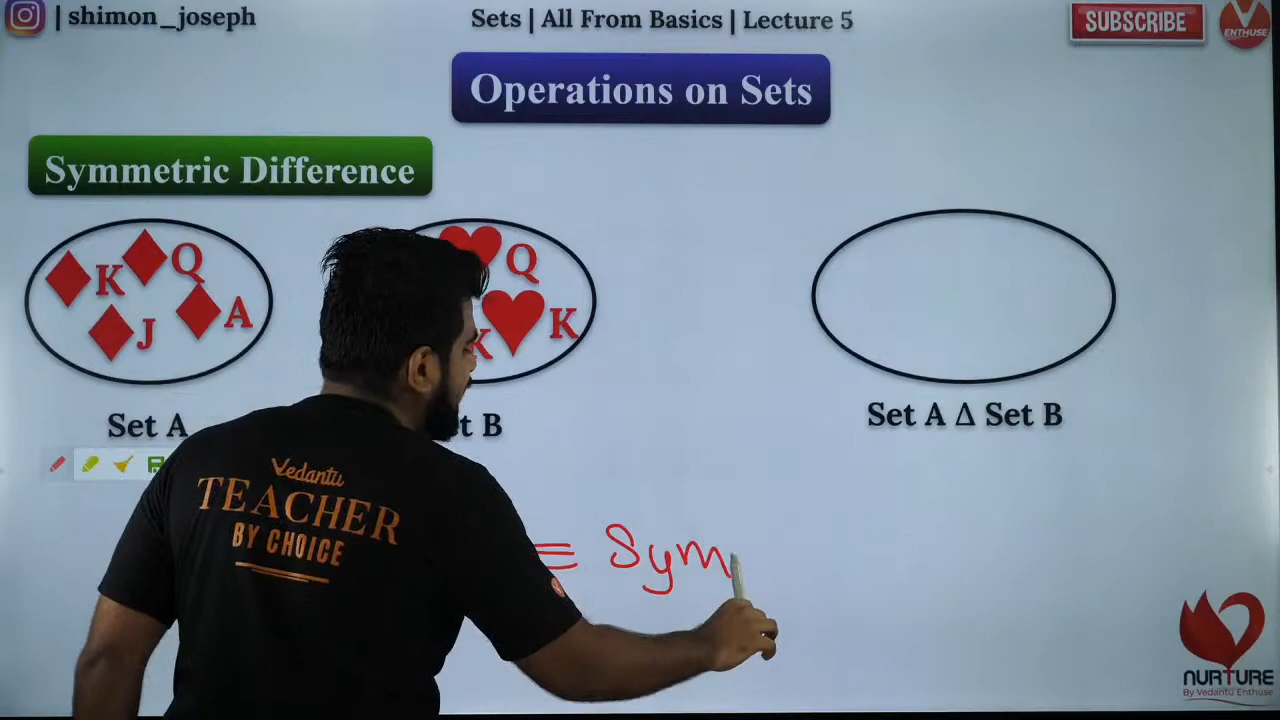 | shimon_joseph
Sets | All From Basics | Lecture 5
SUBSCRIBE
ENTHUSE
Operations on Sets
Symmetric Difference
K Q
J A
Q
K
Set A
B
Set A Δ Set B
Vedantu
TEACHER
BY CHOICE
= Sym
NURTURE
By Vedantu Enthuse